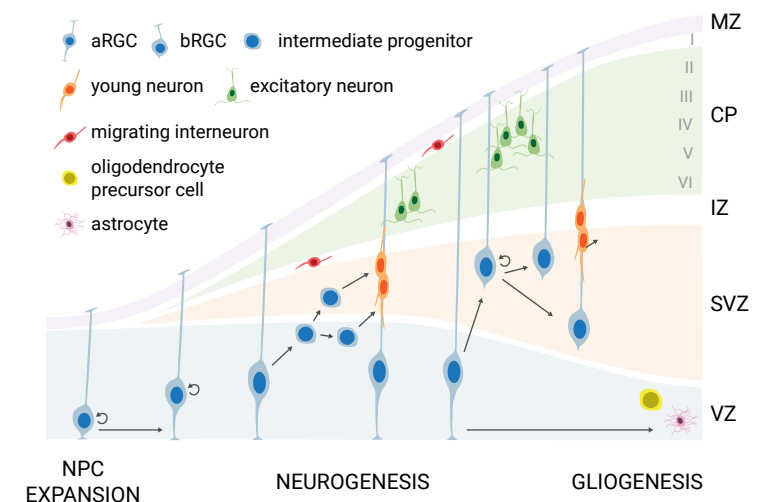 aRGC bRGC intermediate progenitor
young neuron excitatory neuron
migrating interneuron
oligodendrocyte
precursor cell
astrocyte
MZ
I
II
III
CP
IV
V
VI
IZ
SVZ
VZ
NPC
EXPANSION
NEUROGENESIS
GLIOGENESIS